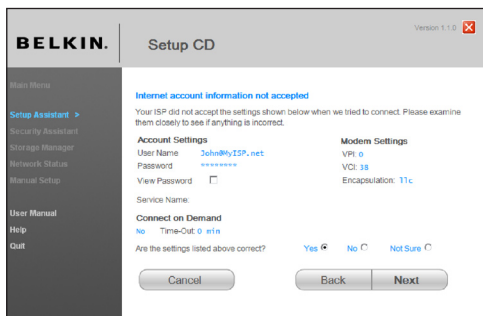 Version 1.1.0
BELKIN.
Setup CD
Main Menu
Setup Assistant >
Security Assistant
Storage Manager
Network Status
Manual Setup
User Manual
Help
Quit
Internet account information not accepted
Your ISP did not accept the settings shown below when we tried to connect. Please examine
them closely to see if anything is incorrect.
Account Settings
User Name John@MyISP.net
Password ********
View Password
Service Name:
Modem Settings
VPI: 0
VCI: 38
Encapsulation: llc
Connect on Demand
No Time-Out: 0 min
Are the settings listed above correct? Yes No Not Sure
Cancel Back Next